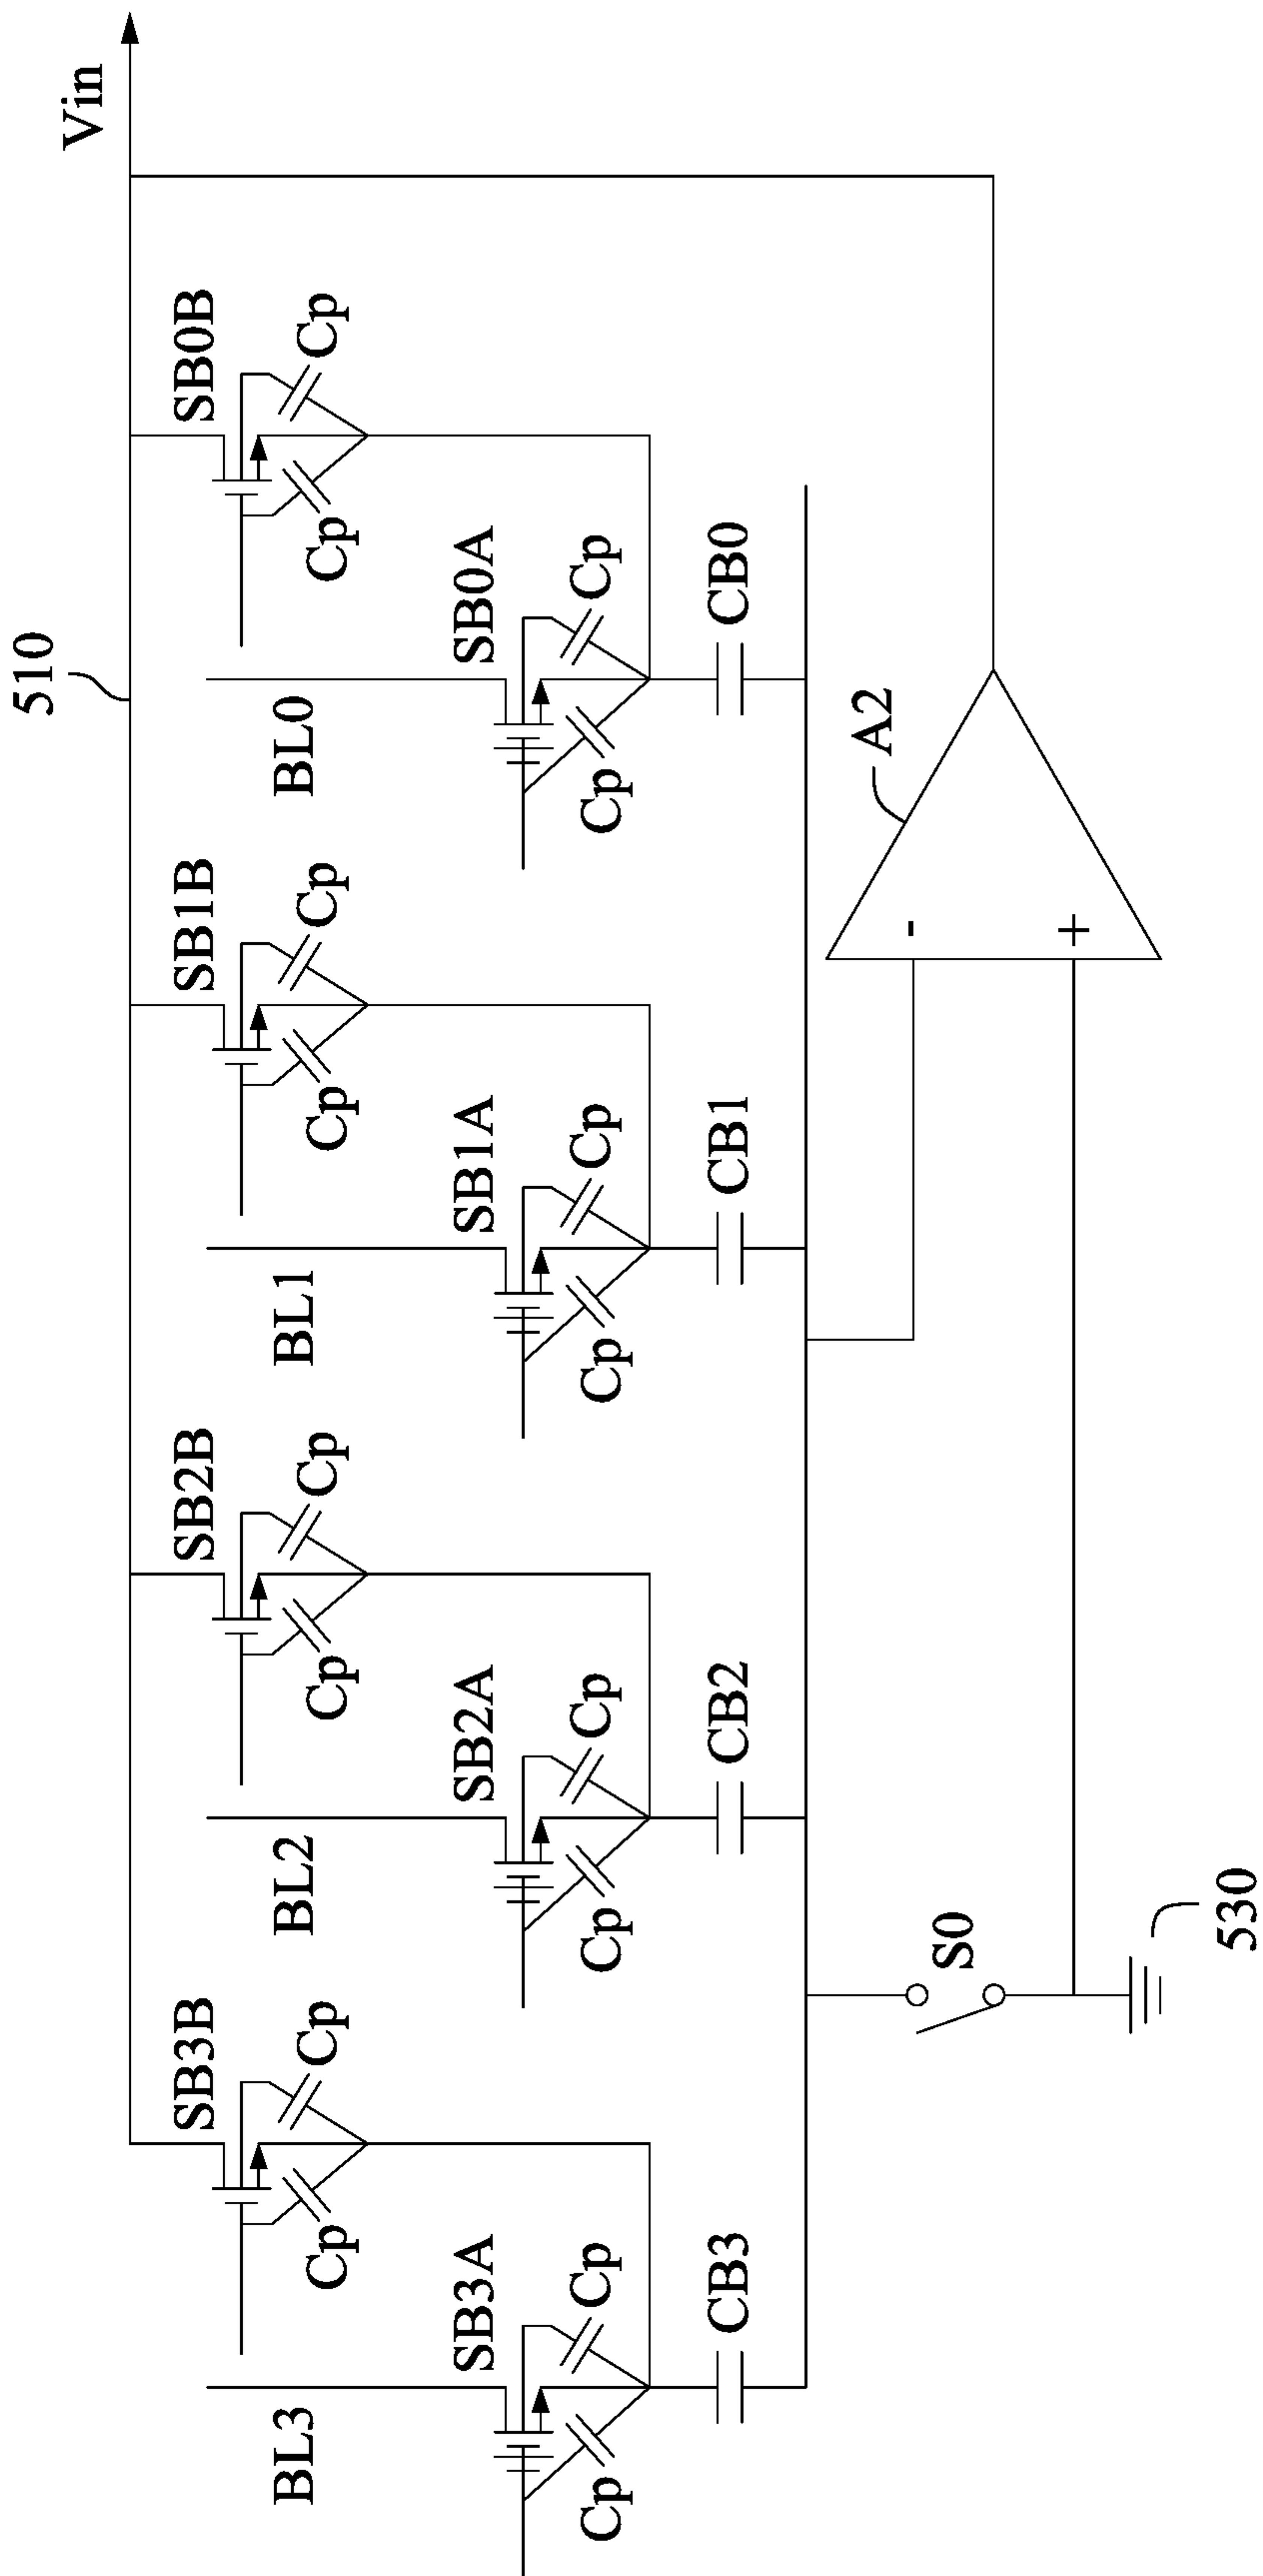 510
Vin
SB3B
SB2B
SB1B
SB0B
Cp
Cp
Cp
Cp
Cp
Cp
Cp
Cp
BL3
BL2
BL1
BL0
SB3A
SB2A
SB1A
SB0A
Cp
Cp
Cp
Cp
Cp
Cp
Cp
Cp
CB3
CB2
CB1
CB0
A2
S0
-
+
530